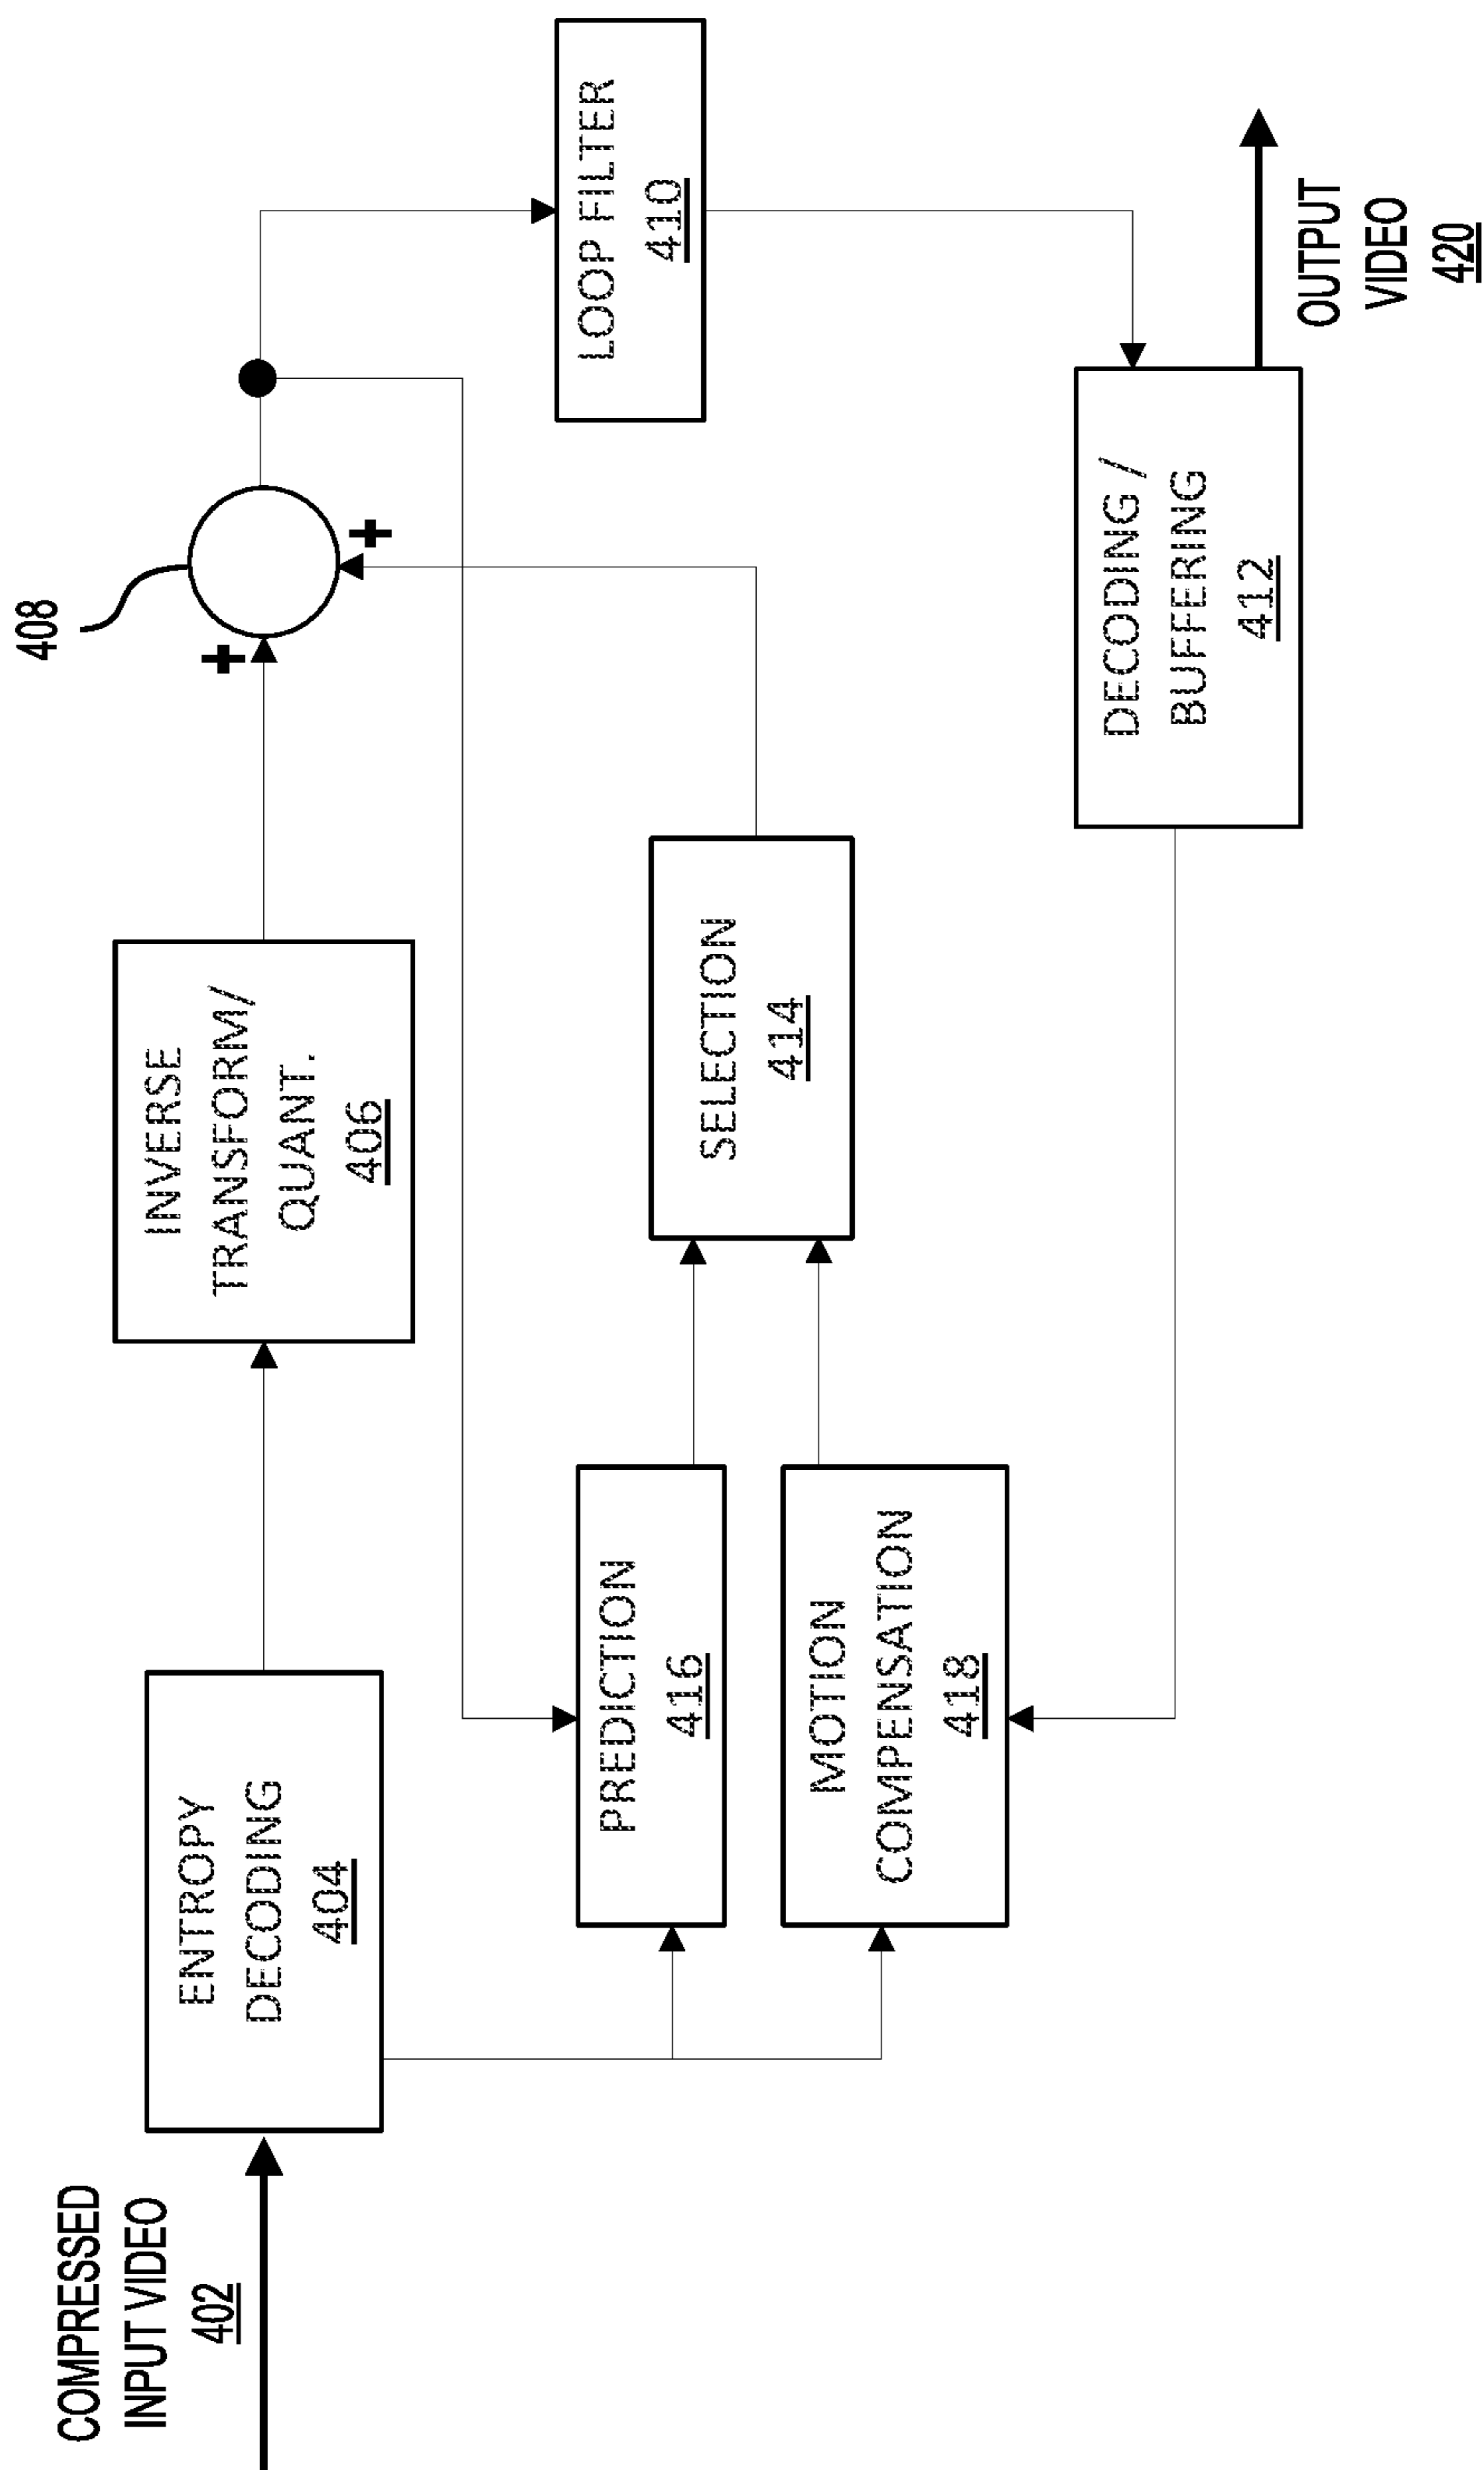 COMPRESSED
INPUT VIDEO
402
ENTROPY
DECODING
404
INVERSE
TRANSFORM/
QUANT.
406
+
+
408
LOOP FILTER
410
PREDICTION
416
SELECTION
414
MOTION
COMPENSATION
418
DECODING /
BUFFERING
412
OUTPUT
VIDEO
420